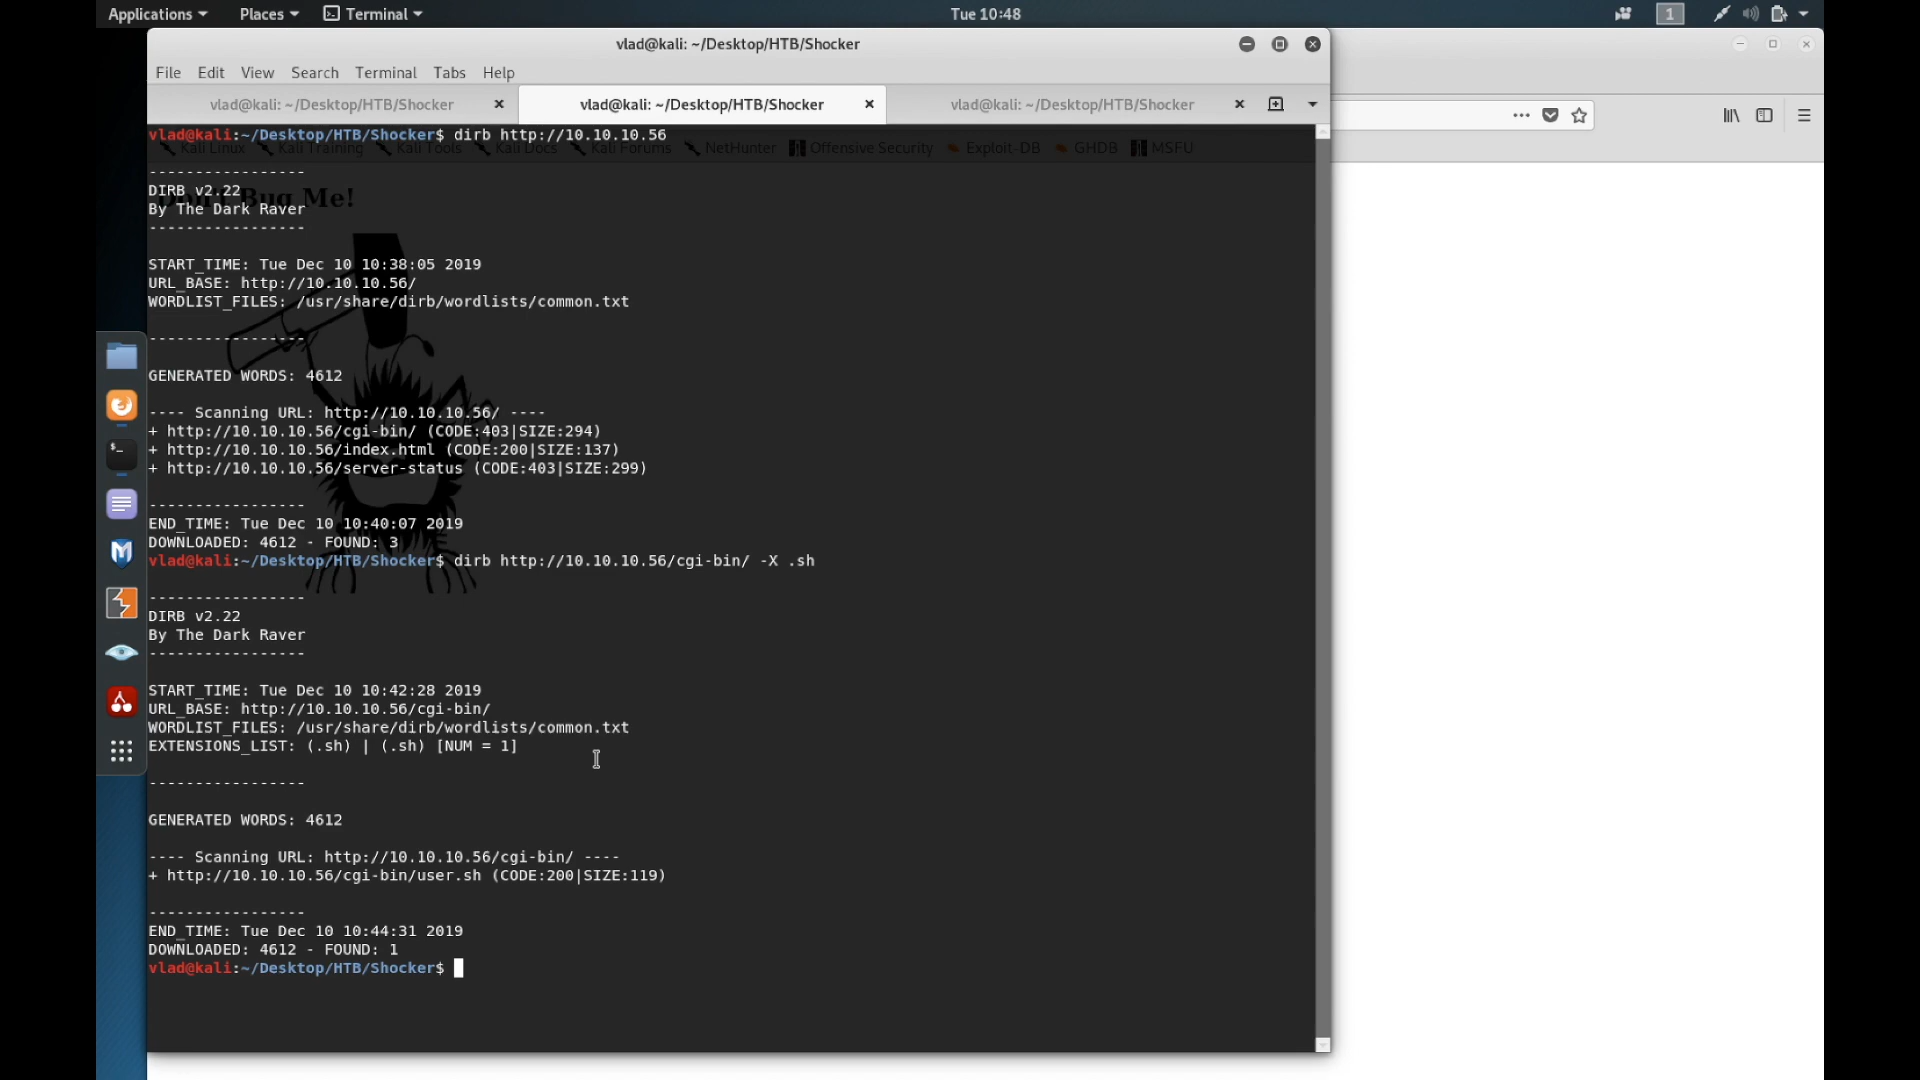 Applications Places Terminal Tue 10:48 1
vlad@kali: ~/Desktop/HTB/Shocker
File Edit View Search Terminal Tabs Help
vlad@kali: ~/Desktop/HTB/Shocker vlad@kali: ~/Desktop/HTB/Shocker vlad@kali: ~/Desktop/HTB/Shocker
vlad@kali:~/Desktop/HTB/Shocker$ dirb http://10.10.10.56
Kali Linux Kali Training Kali Tools Kali Docs Kali Forums NetHunter Offensive Security Exploit-DB GHDB MSFU
-----------------
DIRB v2.22
Don't Bug Me!
By The Dark Raver
-----------------
START_TIME: Tue Dec 10 10:38:05 2019
URL_BASE: http://10.10.10.56/
WORDLIST_FILES: /usr/share/dirb/wordlists/common.txt
-----------------
GENERATED WORDS: 4612
---- Scanning URL: http://10.10.10.56/ ----
+ http://10.10.10.56/cgi-bin/ (CODE:403|SIZE:294)
+ http://10.10.10.56/index.html (CODE:200|SIZE:137)
+ http://10.10.10.56/server-status (CODE:403|SIZE:299)
-----------------
END_TIME: Tue Dec 10 10:40:07 2019
DOWNLOADED: 4612 - FOUND: 3
vlad@kali:~/Desktop/HTB/Shocker$ dirb http://10.10.10.56/cgi-bin/ -X .sh
-----------------
DIRB v2.22
By The Dark Raver
-----------------
START_TIME: Tue Dec 10 10:42:28 2019
URL_BASE: http://10.10.10.56/cgi-bin/
WORDLIST_FILES: /usr/share/dirb/wordlists/common.txt
EXTENSIONS_LIST: (.sh) | (.sh) [NUM = 1]
-----------------
GENERATED WORDS: 4612
---- Scanning URL: http://10.10.10.56/cgi-bin/ ----
+ http://10.10.10.56/cgi-bin/user.sh (CODE:200|SIZE:119)
-----------------
END_TIME: Tue Dec 10 10:44:31 2019
DOWNLOADED: 4612 - FOUND: 1
vlad@kali:~/Desktop/HTB/Shocker$